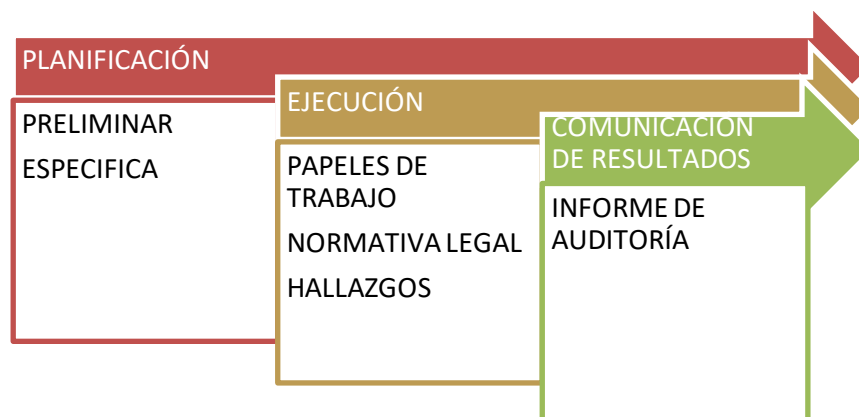 PLANIFICACIÓN
PRELIMINAR
ESPECIFICA
EJECUCIÓN
PAPELES DE
TRABAJO
NORMATIVA LEGAL
HALLAZGOS
COMUNICACIÓN
DE RESULTADOS
INFORME DE
AUDITORÍA